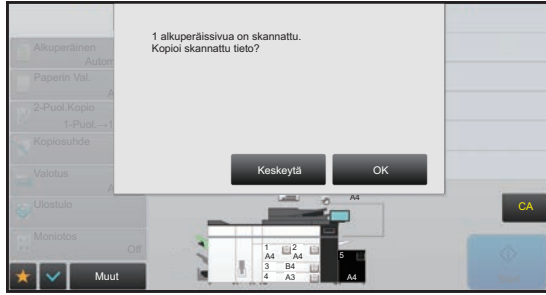 1 alkuperäissivua on skannattu.
Kopioi skannattu tieto?
Keskeytä
OK
Alkuperäinen
Autom
Paperin Val.
A
2-Puol.Kopio
1-Puol.→1
Kopiosuhde
Valotus
A
Ulostulo
Moniotos
Off
Muut
CA
A4
1
A4
2
A4
3
B4
4
A3
5
A4